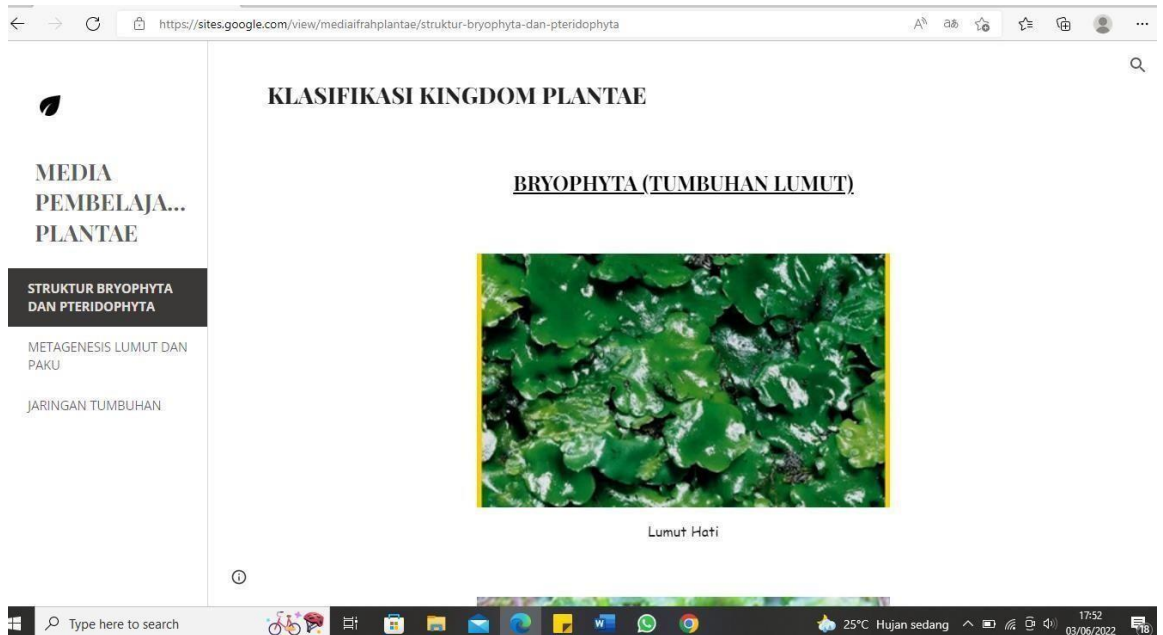 https://sites.google.com/view/mediaifrahplantae/struktur-bryophyta-dan-pteridophyta
KLASIFIKASI KINGDOM PLANTAE
MEDIA
PEMBELAJA...
PLANTAE
STRUKTUR BRYOPHYTA
DAN PTERIDOPHYTA
METAGENESIS LUMUT DAN
PAKU
JARINGAN TUMBUHAN
BRYOPHYTA (TUMBUHAN LUMUT)
Lumut Hati
Type here to search
25°C Hujan sedang
17:52
03/06/2022
18